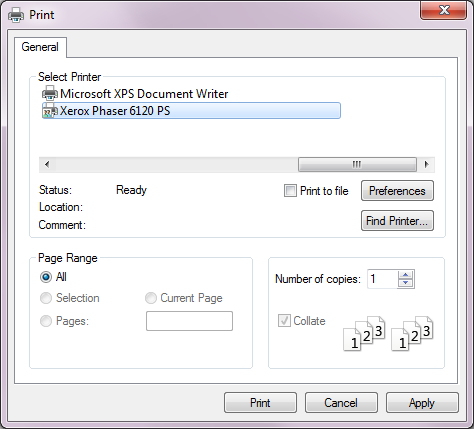 Print
General
Select Printer
Microsoft XPS Document Writer
Xerox Phaser 6120 PS
Status: Ready Print to file Preferences
Location:
Comment: Find Printer...
Page Range
All
Selection Current Page
Pages:
Number of copies: 1
Collate
1 2 3 1 2 3
Print Cancel Apply